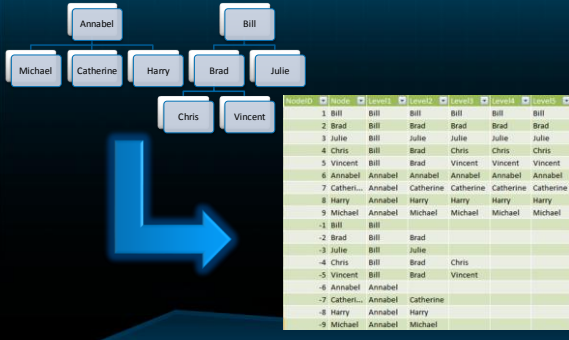 Annabel Bill
Michael Catherine Harry Brad Julie
Chris Vincent
NodeID Node Level1 Level2 Level3 Level4 Level5
1 Bill Bill Bill Bill Bill Bill
2 Brad Bill Brad Brad Brad Brad
3 Julie Bill Julie Julie Julie Julie
4 Chris Bill Brad Chris Chris Chris
5 Vincent Bill Brad Vincent Vincent Vincent
6 Annabel Annabel Annabel Annabel Annabel Annabel
7 Catheri... Annabel Catherine Catherine Catherine Catherine
8 Harry Annabel Harry Harry Harry Harry
9 Michael Annabel Michael Michael Michael Michael
-1 Bill Bill
-2 Brad Bill Brad
-3 Julie Bill Julie
-4 Chris Bill Brad Chris
-5 Vincent Bill Brad Vincent
-6 Annabel Annabel
-7 Catheri... Annabel Catherine
-8 Harry Annabel Harry
-9 Michael Annabel Michael